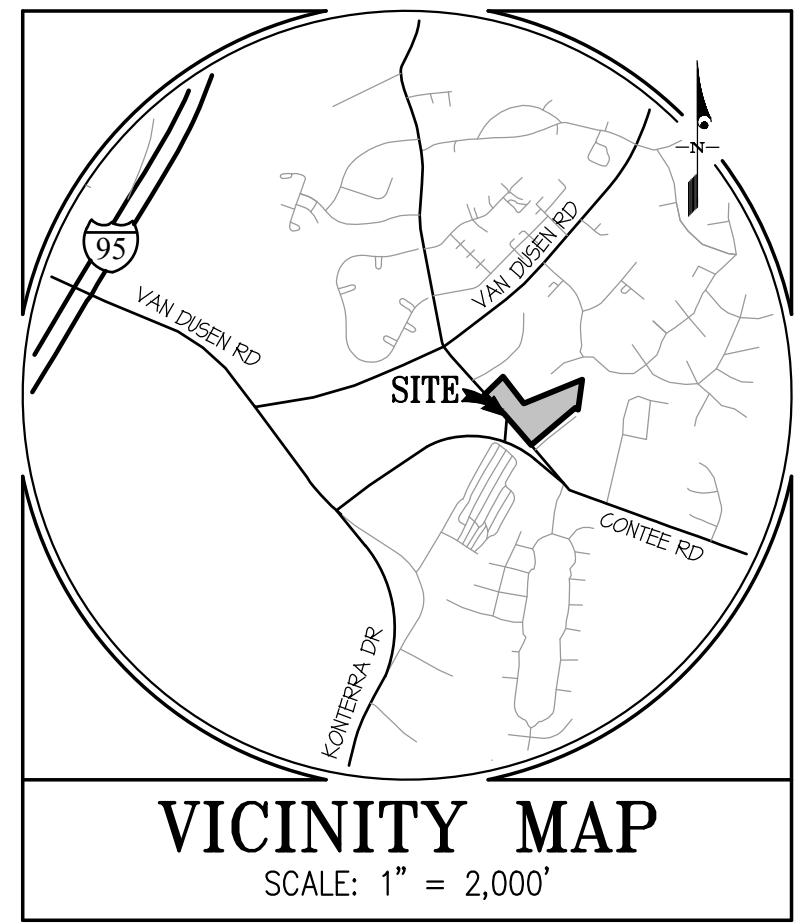 N
95
VAN DUSEN RD
VAN DUSEN RD
SITE
CONTEE RD
KONTERRA DR
VICINITY MAP
SCALE: 1" = 2,000'